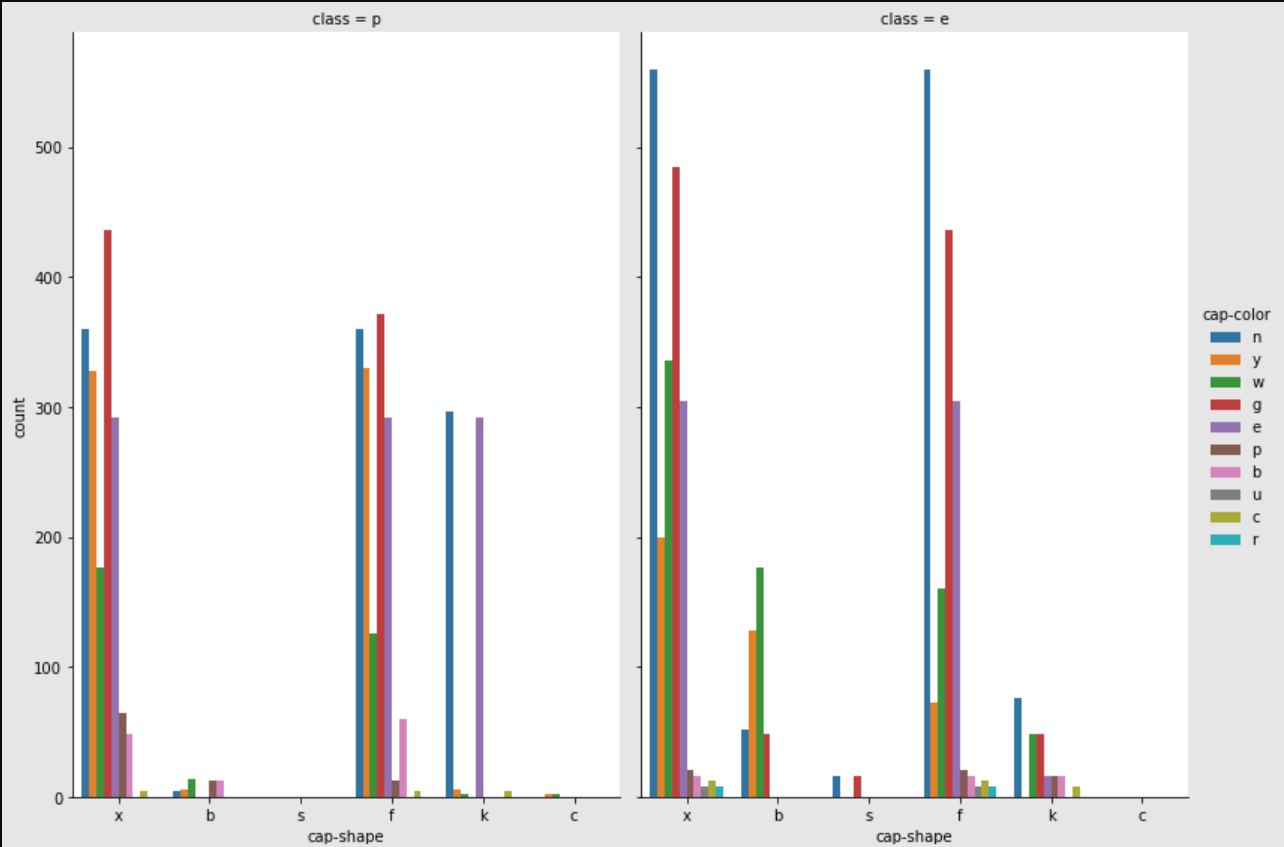 class = p
class = e
500
400
300
200
100
0
count
x b s f k c
cap-shape
x b s f k c
cap-shape
cap-color
n
y
w
g
e
p
b
u
c
r